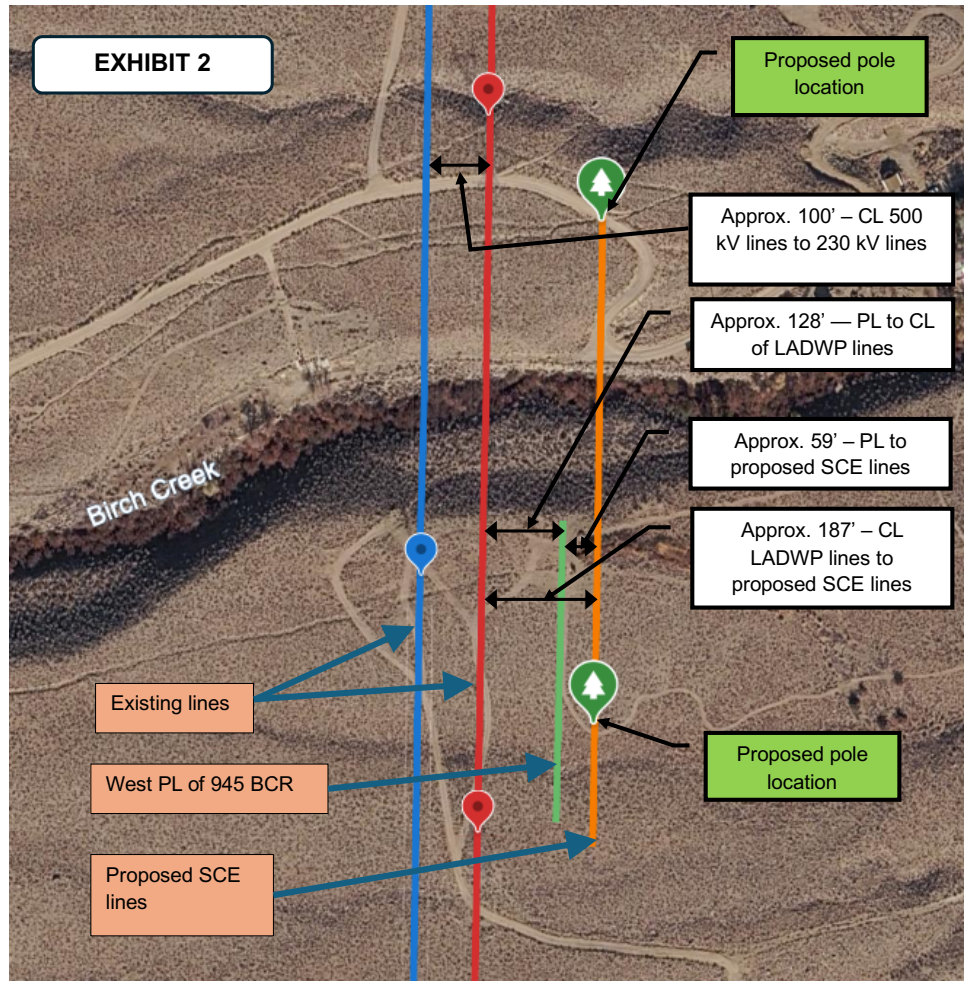 EXHIBIT 2
Proposed pole
location
Approx. 100’ – CL 500
kV lines to 230 kV lines
Approx. 128’ — PL to CL
of LADWP lines
Approx. 59’ – PL to
proposed SCE lines
Approx. 187’ – CL
LADWP lines to
proposed SCE lines
Birch Creek
Existing lines
West PL of 945 BCR
Proposed pole
location
Proposed SCE
lines